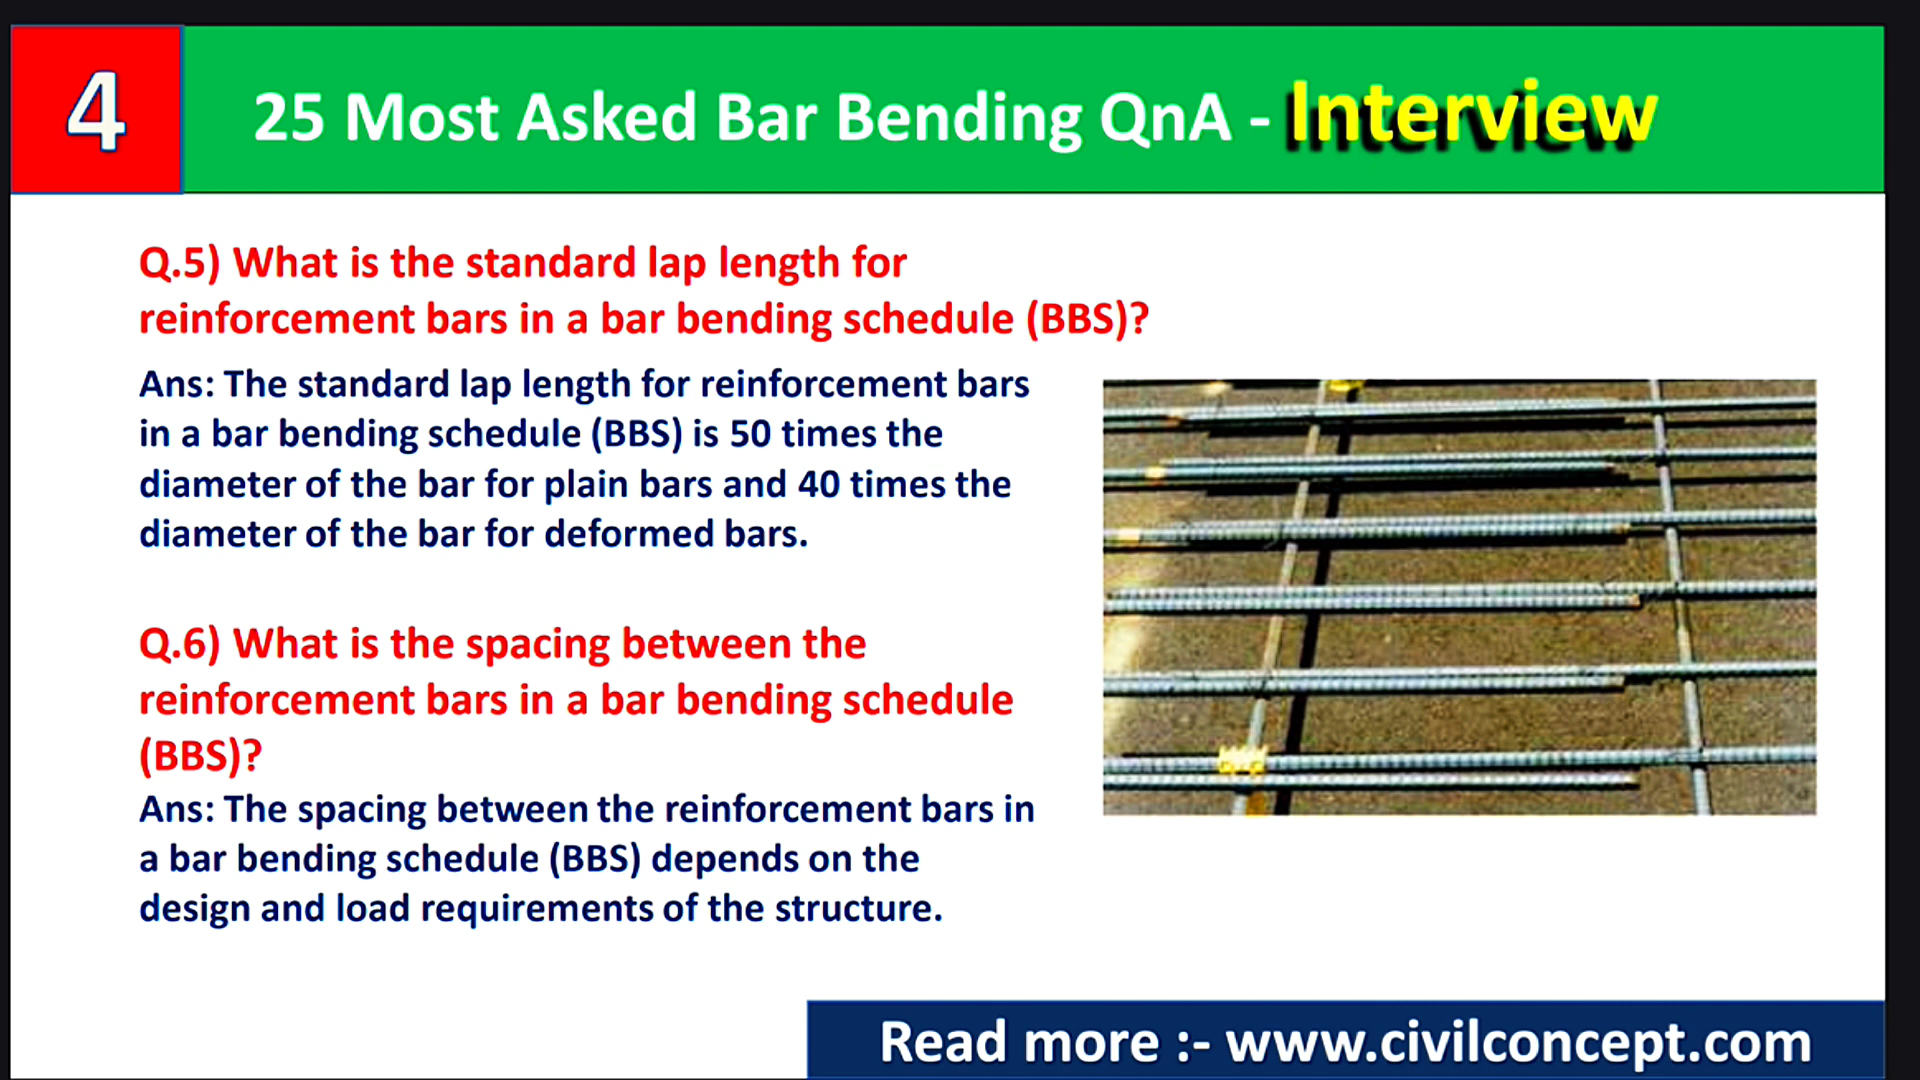 4
25 Most Asked Bar Bending QnA - Interview
Q.5) What is the standard lap length for
reinforcement bars in a bar bending schedule (BBS)?
Ans: The standard lap length for reinforcement bars
in a bar bending schedule (BBS) is 50 times the
diameter of the bar for plain bars and 40 times the
diameter of the bar for deformed bars.
Q.6) What is the spacing between the
reinforcement bars in a bar bending schedule
(BBS)?
Ans: The spacing between the reinforcement bars in
a bar bending schedule (BBS) depends on the
design and load requirements of the structure.
Read more :- www.civilconcept.com